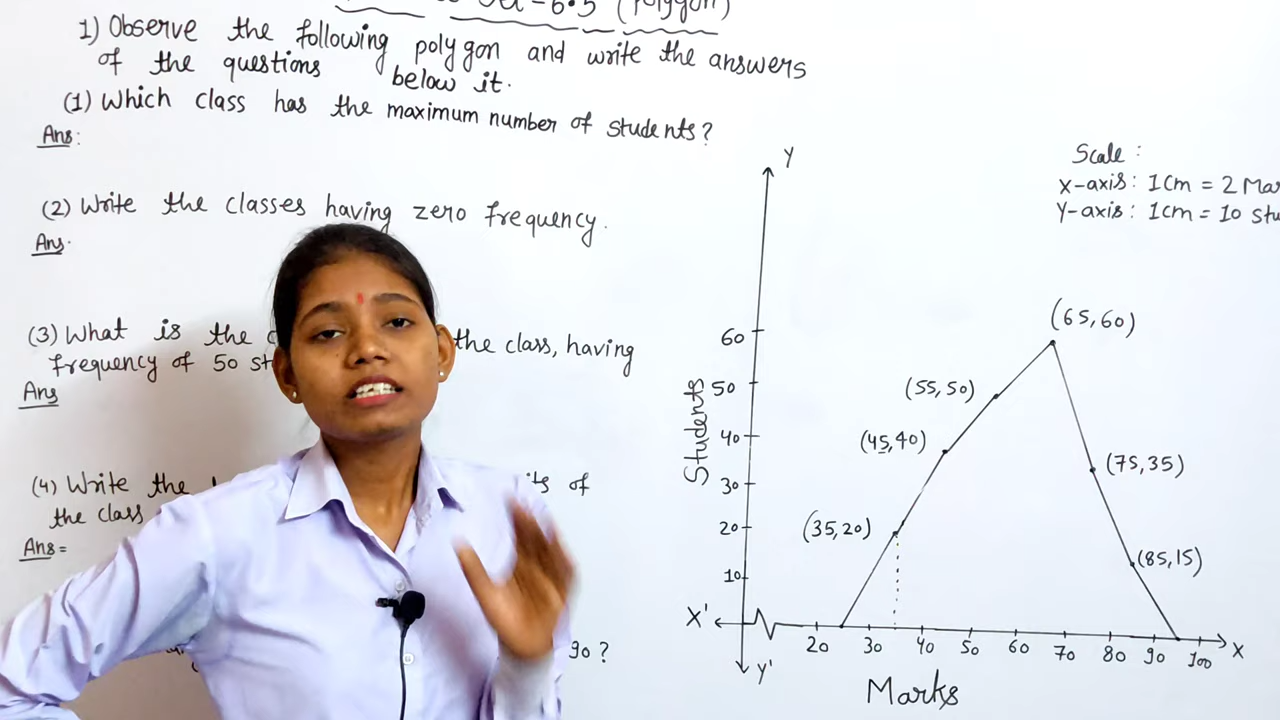 6.5 (Polygon)
1) Observe the following polygon and write the answers
of the questions below it.
(1) Which class has the maximum number of students?
Ans:
(2) Write the classes having zero frequency.
Ans.
(3) What is the the class, having
frequency of 50
Ans
(4) Write the of
the class
Ans=
90?
Scale:
X-axis: 1cm = 2
Y-axis: 1cm = 10
Y
(65,60)
60
(55,50)
50
(45,40)
40
(75,35)
30
(35,20)
20
(85,15)
10
Students
X'
X
Y'
20 30 40 50 60 70 80 90 100
Marks